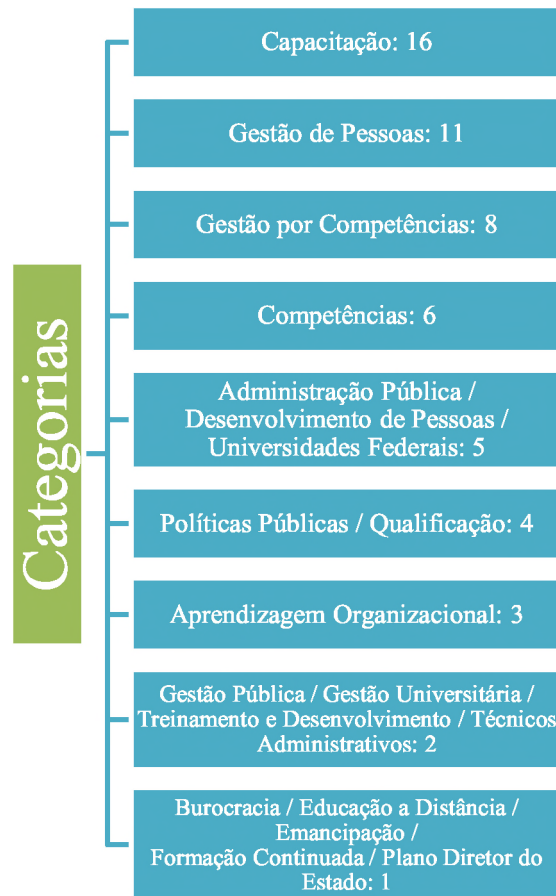 Categorias
Capacitação: 16
Gestão de Pessoas: 11
Gestão por Competências: 8
Competências: 6
Administração Pública /
Desenvolvimento de Pessoas /
Universidades Federais: 5
Políticas Públicas / Qualificação: 4
Aprendizagem Organizacional: 3
Gestão Pública / Gestão Universitária /
Treinamento e Desenvolvimento / Técnicos
Administrativos: 2
Burocracia / Educação a Distância /
Emancipação /
Formação Continuada / Plano Diretor do
Estado: 1